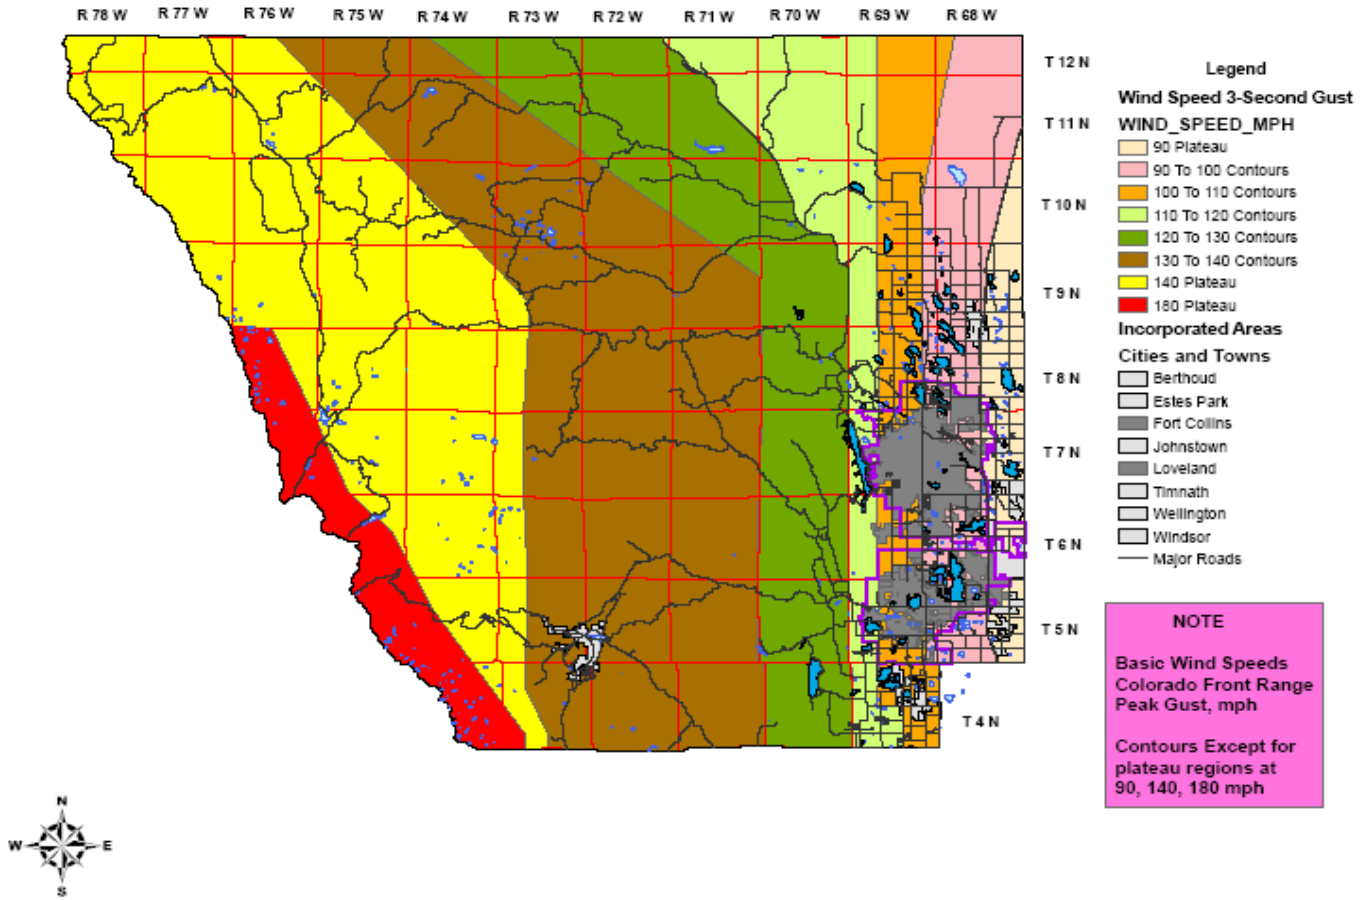 R 78 W R 77 W R 76 W R 75 W R 74 W R 73 W R 72 W R 71 W R 70 W R 69 W R 68 W
T 12 N
T 11 N
T 10 N
T 9 N
T 8 N
T 7 N
T 6 N
T 5 N
T 4 N
Legend
Wind Speed 3-Second Gust
WIND_SPEED_MPH
90 Plateau
90 To 100 Contours
100 To 110 Contours
110 To 120 Contours
120 To 130 Contours
130 To 140 Contours
140 Plateau
180 Plateau
Incorporated Areas
Cities and Towns
Berthoud
Estes Park
Fort Collins
Johnstown
Loveland
Timnath
Wellington
Windsor
Major Roads
NOTE
Basic Wind Speeds
Colorado Front Range
Peak Gust, mph
Contours Except for
plateau regions at
90, 140, 180 mph
N
W E
S